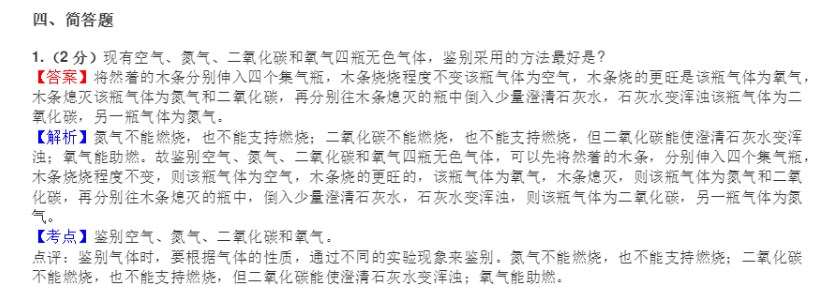 四、简答题
1.（2 分）现有空气、氮气、二氧化碳和氧气四瓶无色气体，鉴别采用的方法最好是？
【答案】将然着的木条分别伸入四个集气瓶，木条烧烧程度不变该瓶气体为空气，木条烧的更旺是该瓶气体为氧气，
木条熄灭该瓶气体为氮气和二氧化碳，再分别往木条熄灭的瓶中倒入少量澄清石灰水，石灰水变浑浊该瓶气体为二
氧化碳，另一瓶气体为氮气。
【解析】氮气不能燃烧，也不能支持燃烧；二氧化碳不能燃烧，也不能支持燃烧，但二氧化碳能使澄清石灰水变浑
浊；氧气能助燃。故鉴别空气、氮气、二氧化碳和氧气四瓶无色气体，可以先将然着的木条，分别伸入四个集气瓶，
木条烧烧程度不变，则该瓶气体为空气，木条烧的更旺的，该瓶气体为氧气，木条熄灭，则该瓶气体为氮气和二氧
化碳，再分别往木条熄灭的瓶中，倒入少量澄清石灰水，石灰水变浑浊，则该瓶气体为二氧化碳，另一瓶气体为氮
气。
【考点】鉴别空气、氮气、二氧化碳和氧气。
点评：鉴别气体时，要根据气体的性质，通过不同的实验现象来鉴别。氮气不能燃烧，也不能支持燃烧；二氧化碳
不能燃烧，也不能支持燃烧，但二氧化碳能使澄清石灰水变浑浊；氧气能助燃。